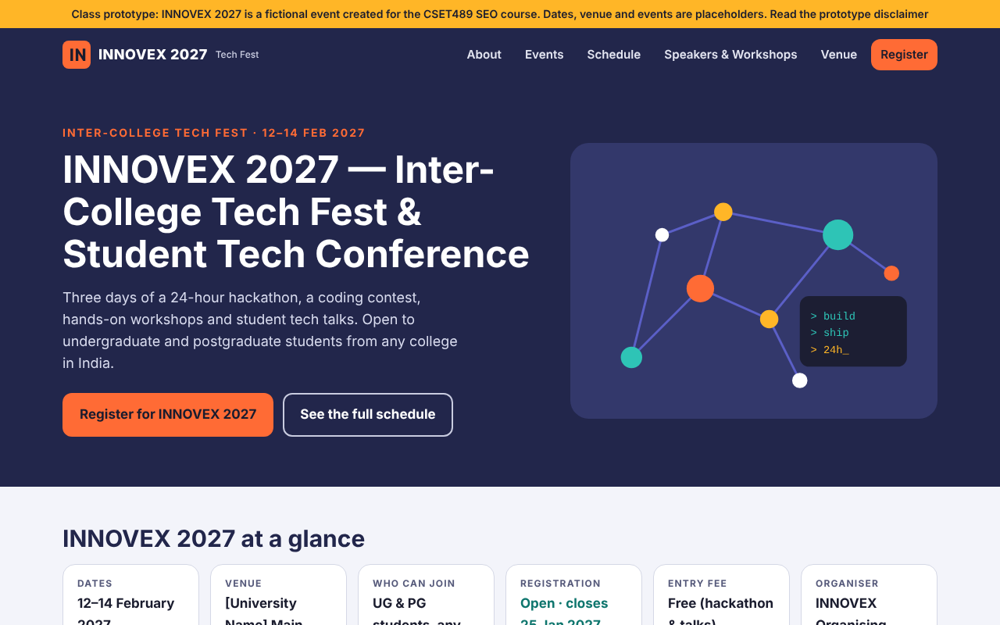 Class prototype: INNOVEX 2027 is a fictional event created for the CSET489 SEO course. Dates, venue and events are placeholders. Read the prototype disclaimer
IN INNOVEX 2027 Tech Fest About Events Schedule Speakers & Workshops Venue Register
INTER-COLLEGE TECH FEST · 12–14 FEB 2027
INNOVEX 2027 — Inter-
College Tech Fest &
Student Tech Conference
Three days of a 24-hour hackathon, a coding contest,
hands-on workshops and student tech talks. Open to
undergraduate and postgraduate students from any college
in India.
Register for INNOVEX 2027 See the full schedule
> build
> ship
> 24h_
INNOVEX 2027 at a glance
DATES
12–14 February
2027
VENUE
[University
Name] Main
WHO CAN JOIN
UG & PG
students, any
REGISTRATION
Open · closes
25 Jan 2027
ENTRY FEE
Free (hackathon
& talks)
ORGANISER
INNOVEX
Organising